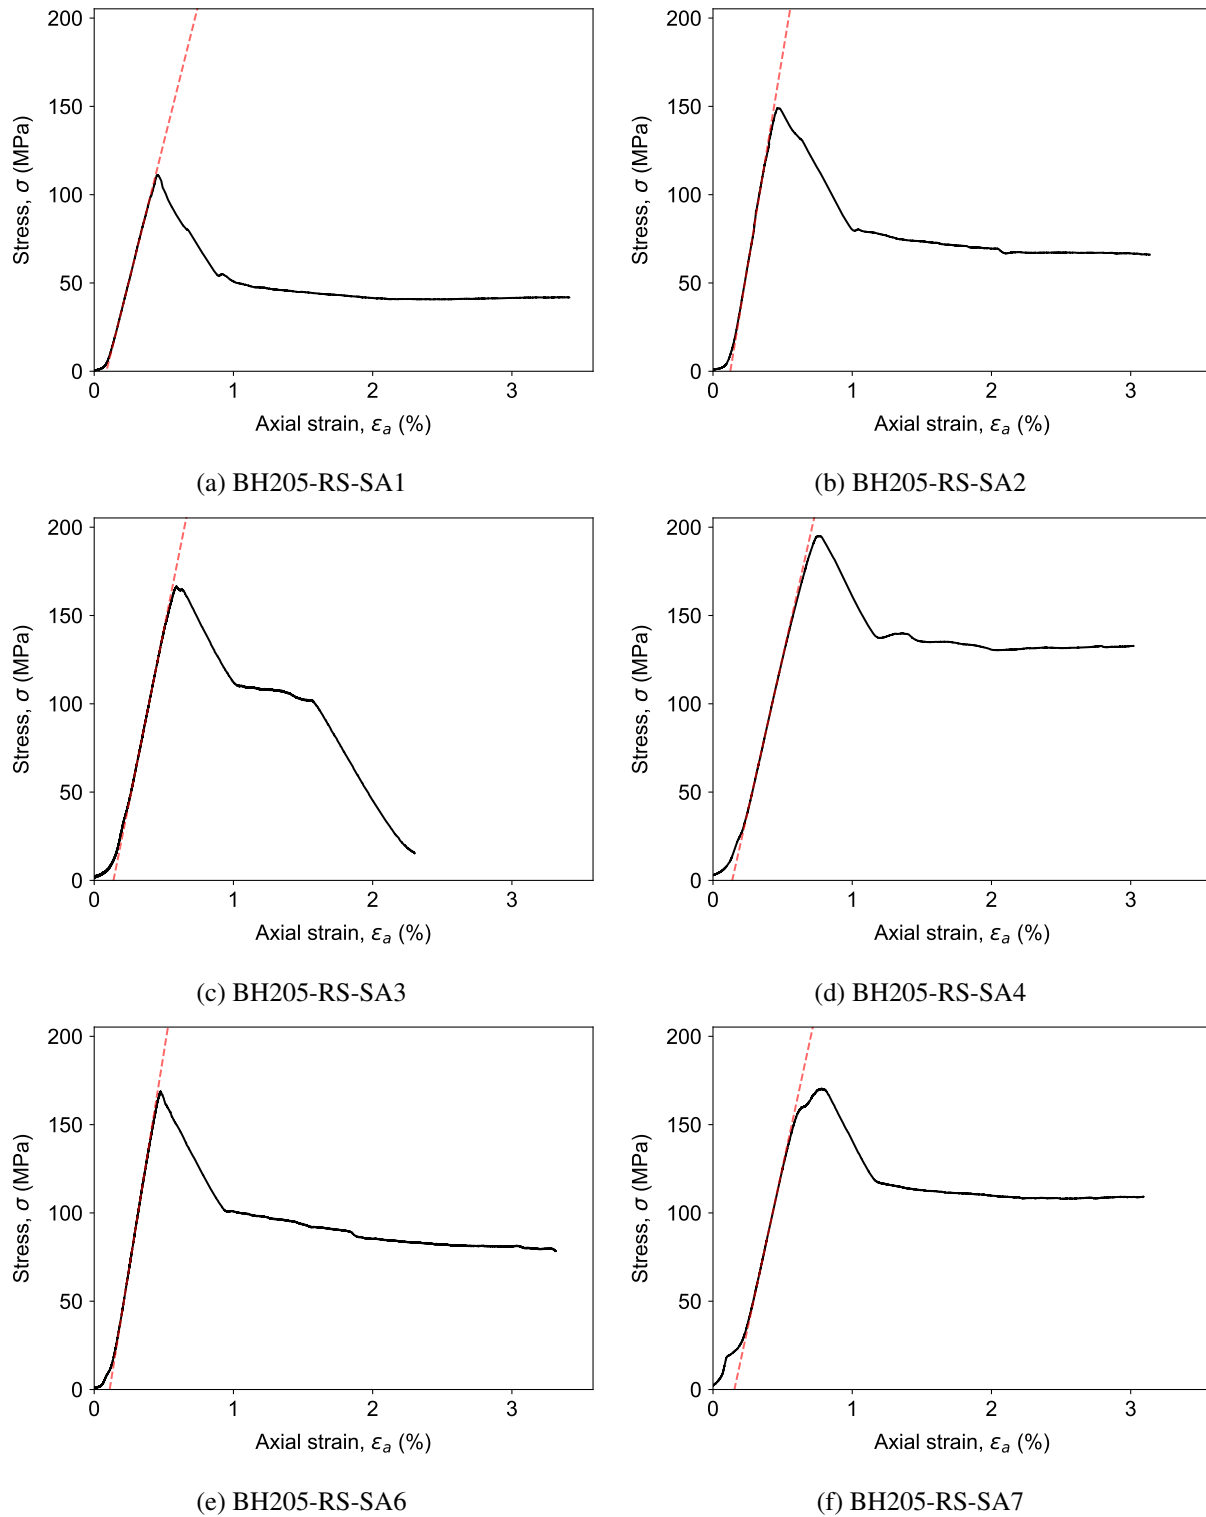 200
150
100
50
0
0 1 2 3
Stress, σ (MPa)
Axial strain, εₐ (%)
(a) BH205-RS-SA1
200
150
100
50
0
0 1 2 3
Stress, σ (MPa)
Axial strain, εₐ (%)
(b) BH205-RS-SA2
200
150
100
50
0
0 1 2 3
Stress, σ (MPa)
Axial strain, εₐ (%)
(c) BH205-RS-SA3
200
150
100
50
0
0 1 2 3
Stress, σ (MPa)
Axial strain, εₐ (%)
(d) BH205-RS-SA4
200
150
100
50
0
0 1 2 3
Stress, σ (MPa)
Axial strain, εₐ (%)
(e) BH205-RS-SA6
200
150
100
50
0
0 1 2 3
Stress, σ (MPa)
Axial strain, εₐ (%)
(f) BH205-RS-SA7